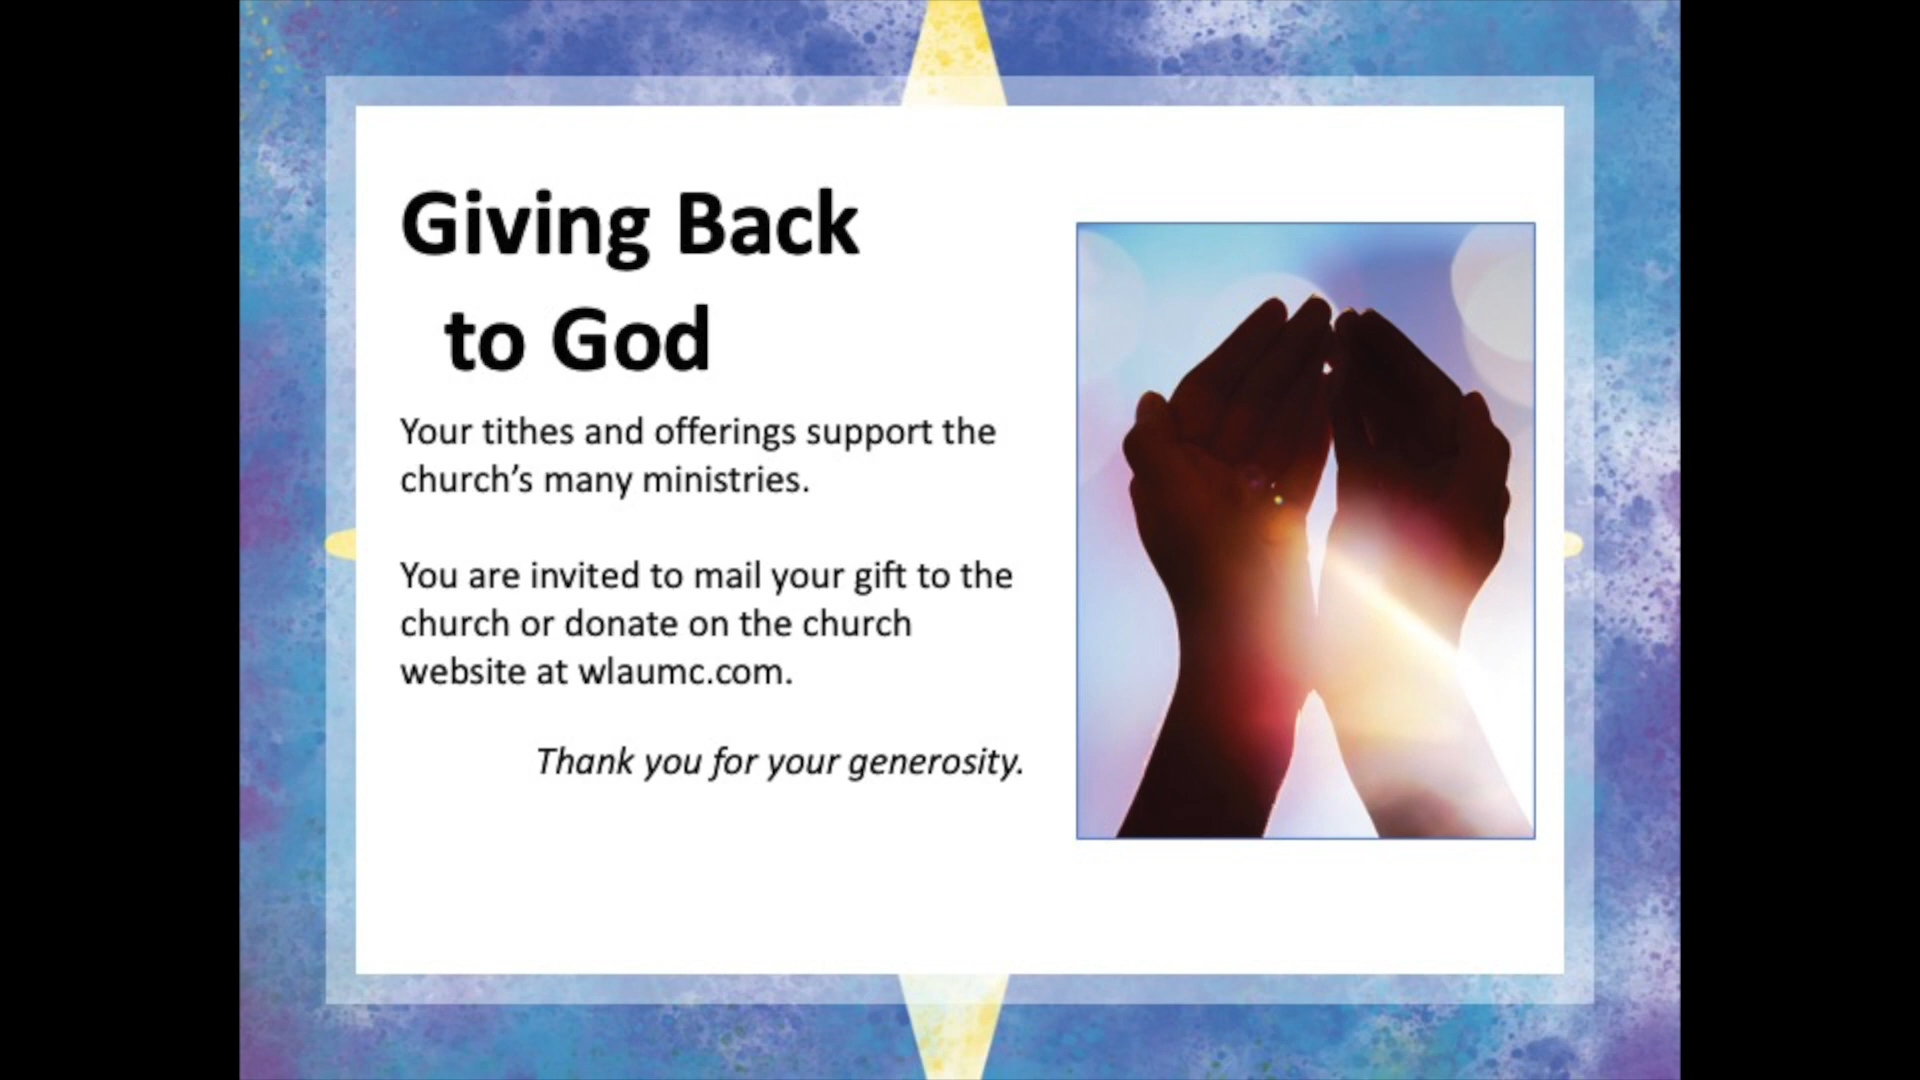 Giving Back
to God
Your tithes and offerings support the
church’s many ministries.
You are invited to mail your gift to the
church or donate on the church
website at wlaumc.com.
Thank you for your generosity.